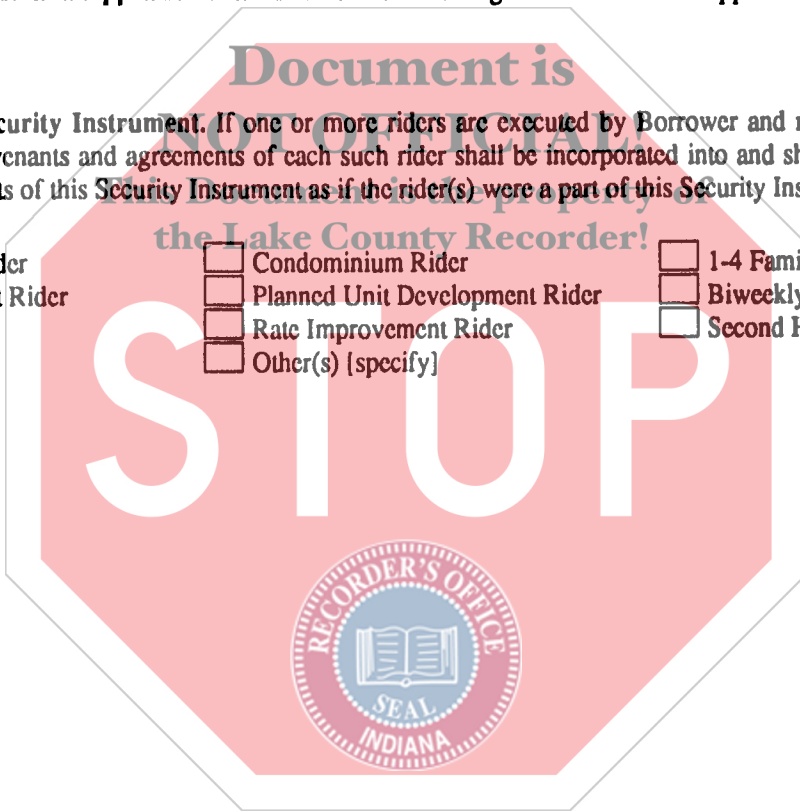 Document is
NOT OFFICIAL!
curity Instrument. If one or more riders are executed by Borrower and
venants and agreements of each such rider shall be incorporated into and sh
s of this Security Instrument as if the rider(s) were a part of this Security Ins
This Document is the property of
the Lake County Recorder!
der
Condominium Rider
1-4 Fami
t Rider
Planned Unit Development Rider
Biweekly
Rate Improvement Rider
Second H
Other(s) [specify]
STOP
RECORDER'S OFFICE
SEAL
INDIANA